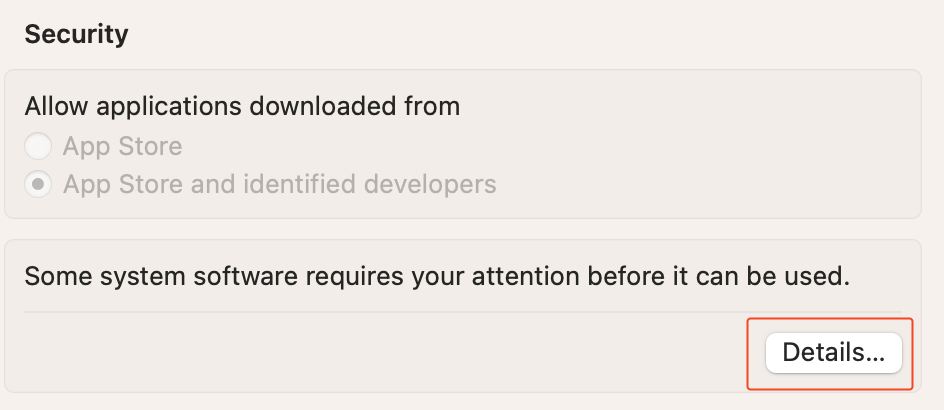 Security
Allow applications downloaded from
App Store
App Store and identified developers
Some system software requires your attention before it can be used.
Details...